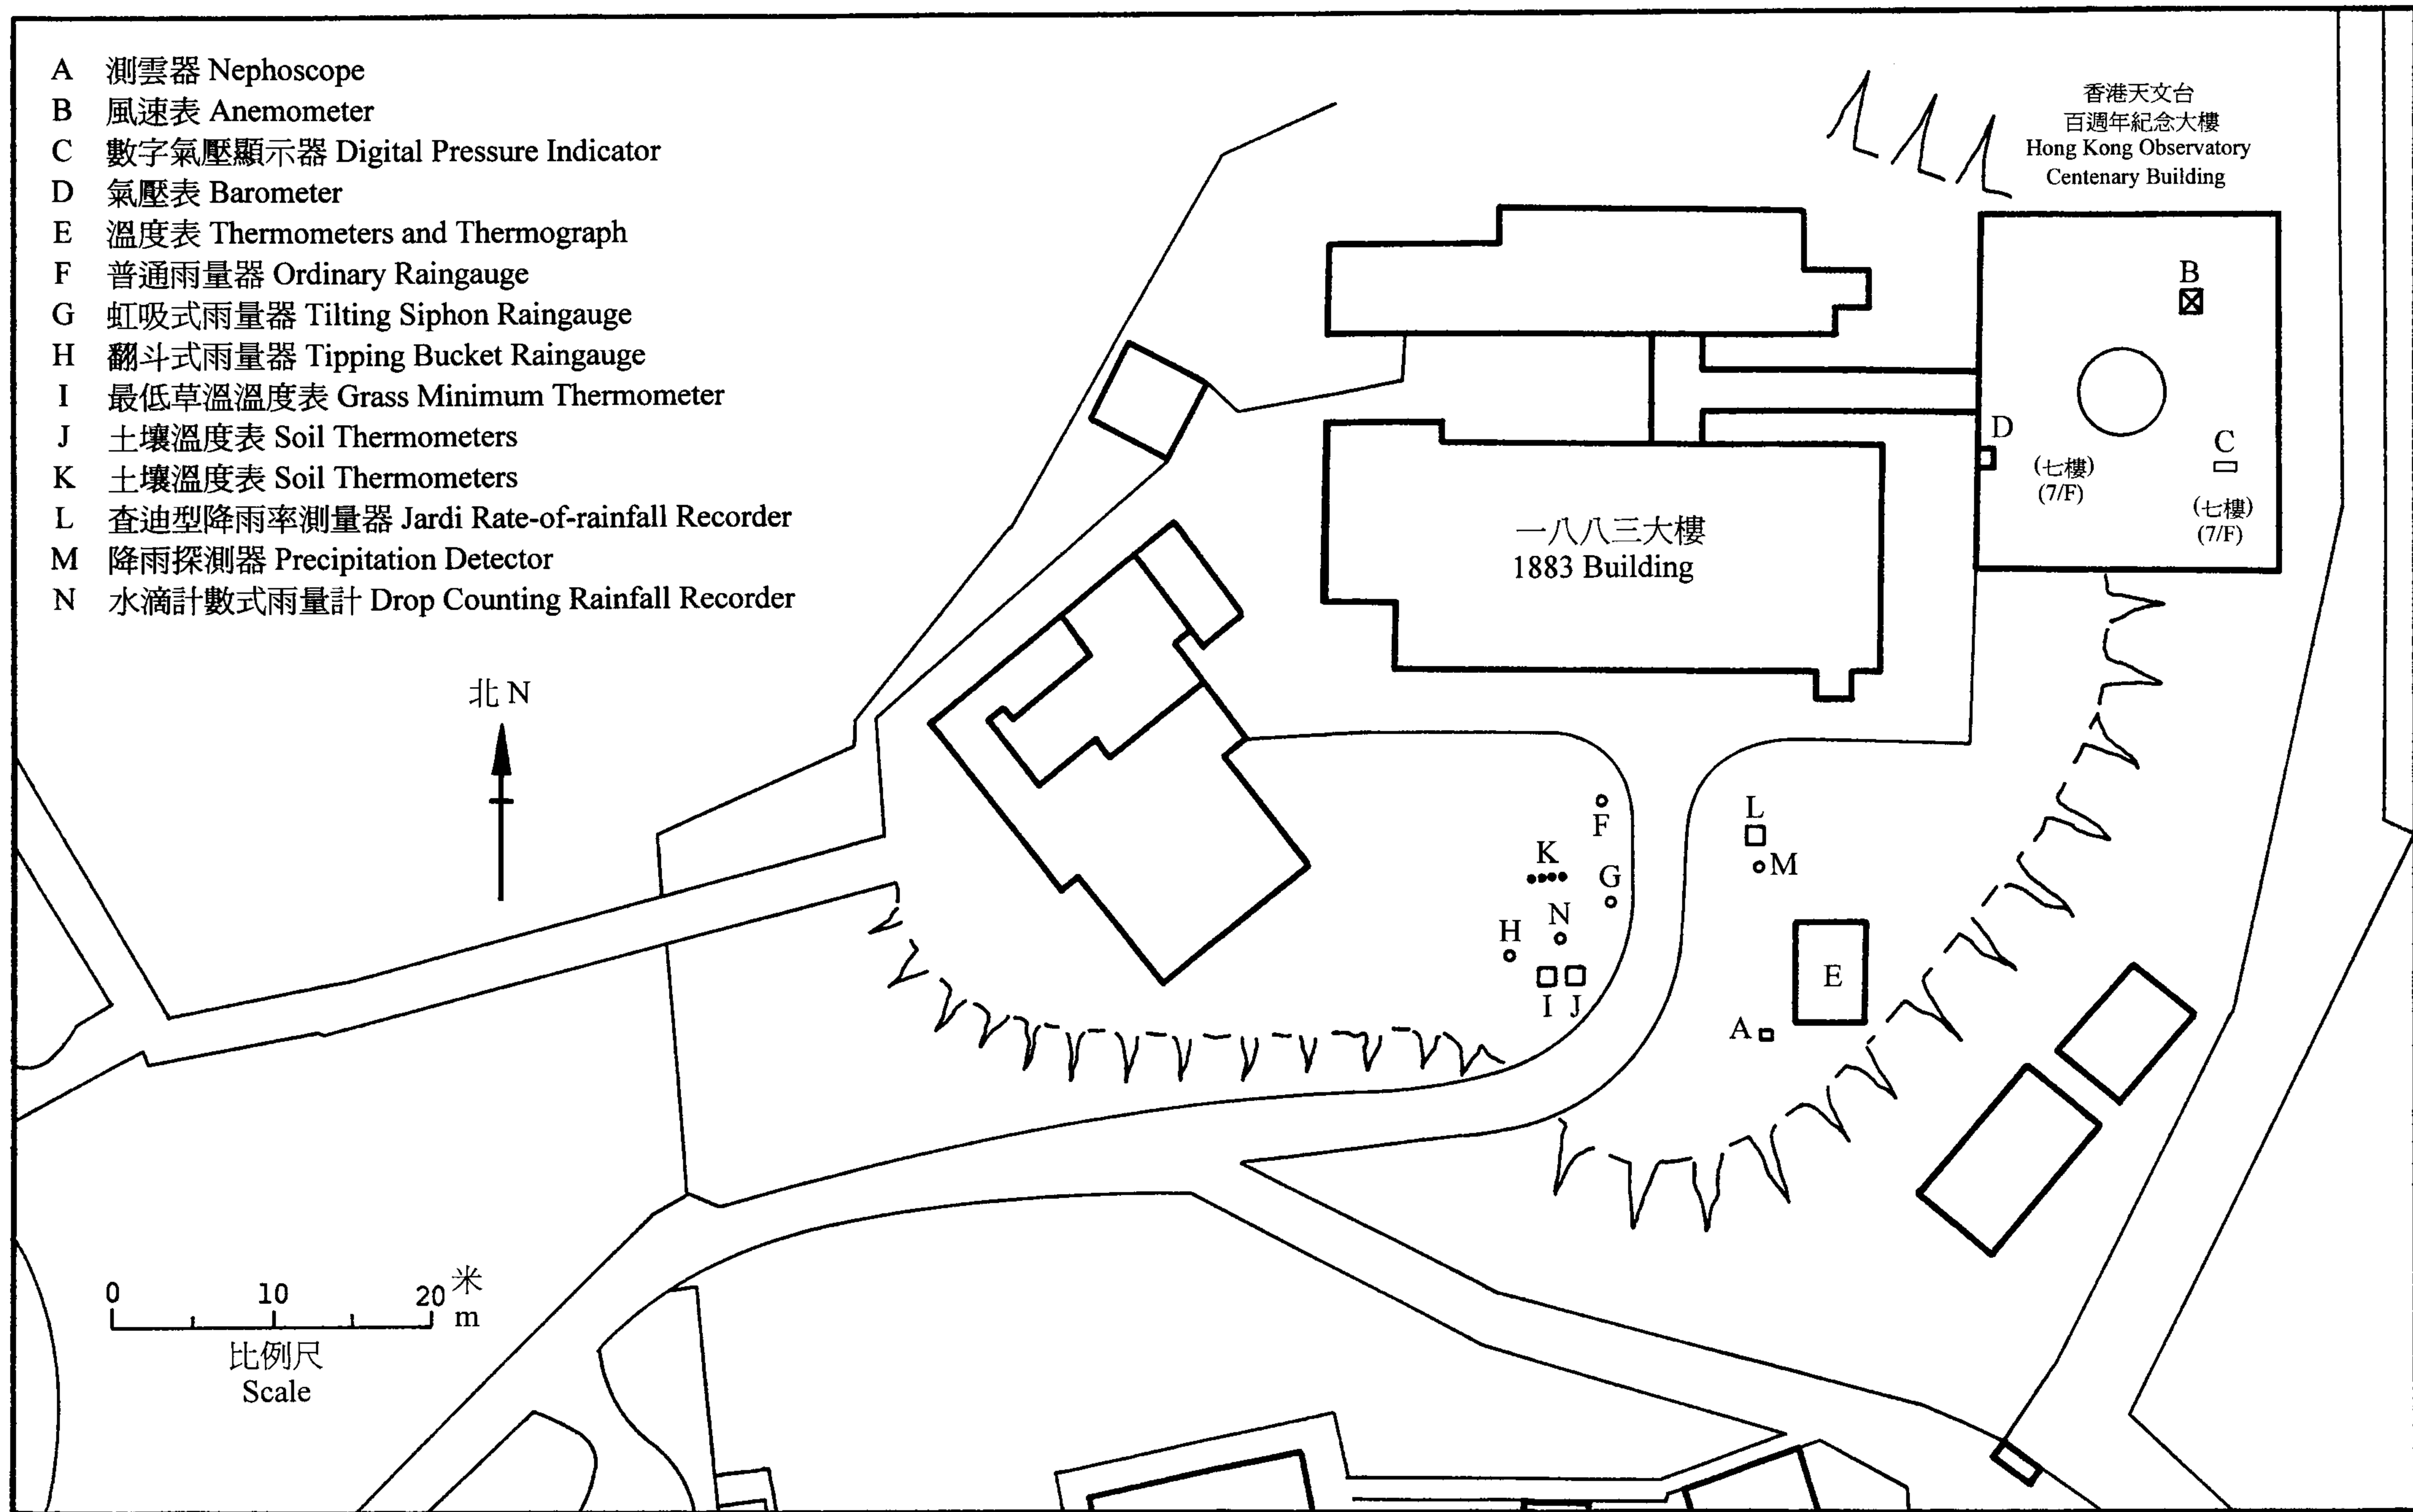 A 測雲器 Nephoscope
B 風速表 Anemometer
C 數字氣壓顯示器 Digital Pressure Indicator
D 氣壓表 Barometer
E 溫度表 Thermometers and Thermograph
F 普通雨量器 Ordinary Raingauge
G 虹吸式雨量器 Tilting Siphon Raingauge
H 翻斗式雨量器 Tipping Bucket Raingauge
I 最低草溫溫度表 Grass Minimum Thermometer
J 土壤溫度表 Soil Thermometers
K 土壤溫度表 Soil Thermometers
L 查迪型降雨率測量器 Jardi Rate-of-rainfall Recorder
M 降雨探測器 Precipitation Detector
N 水滴計數式雨量計 Drop Counting Rainfall Recorder
香港天文台
百週年紀念大樓
Hong Kong Observatory
Centenary Building
B
D
C
(七樓)
(7/F)
(七樓)
(7/F)
一八八三大樓
1883 Building
北 N
L
F
K
M
G
N
H
E
I J
A
0 10 20 米
m
比例尺
Scale